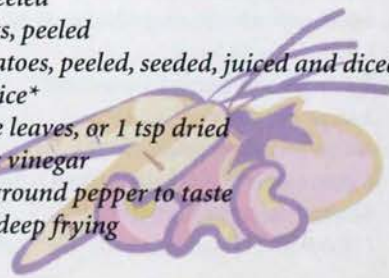 s, peeled
atoes, peeled, seeded, juiced and diced
ice*
leaves, or 1 tsp dried
vinegar
round pepper to taste
deep frying